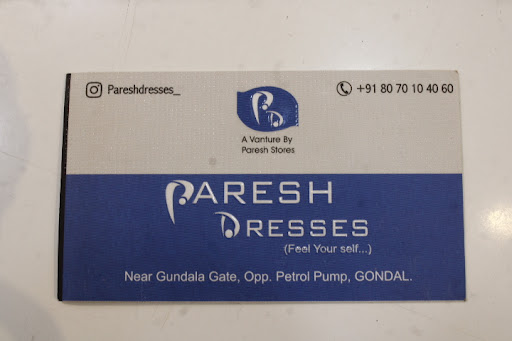 Pareshdresses_
+91 80 70 10 40 60
PD
A Vanture By
Paresh Stores
PARESH
DRESSES
(Feel Your self...)
Near Gundala Gate, Opp. Petrol Pump, GONDAL.